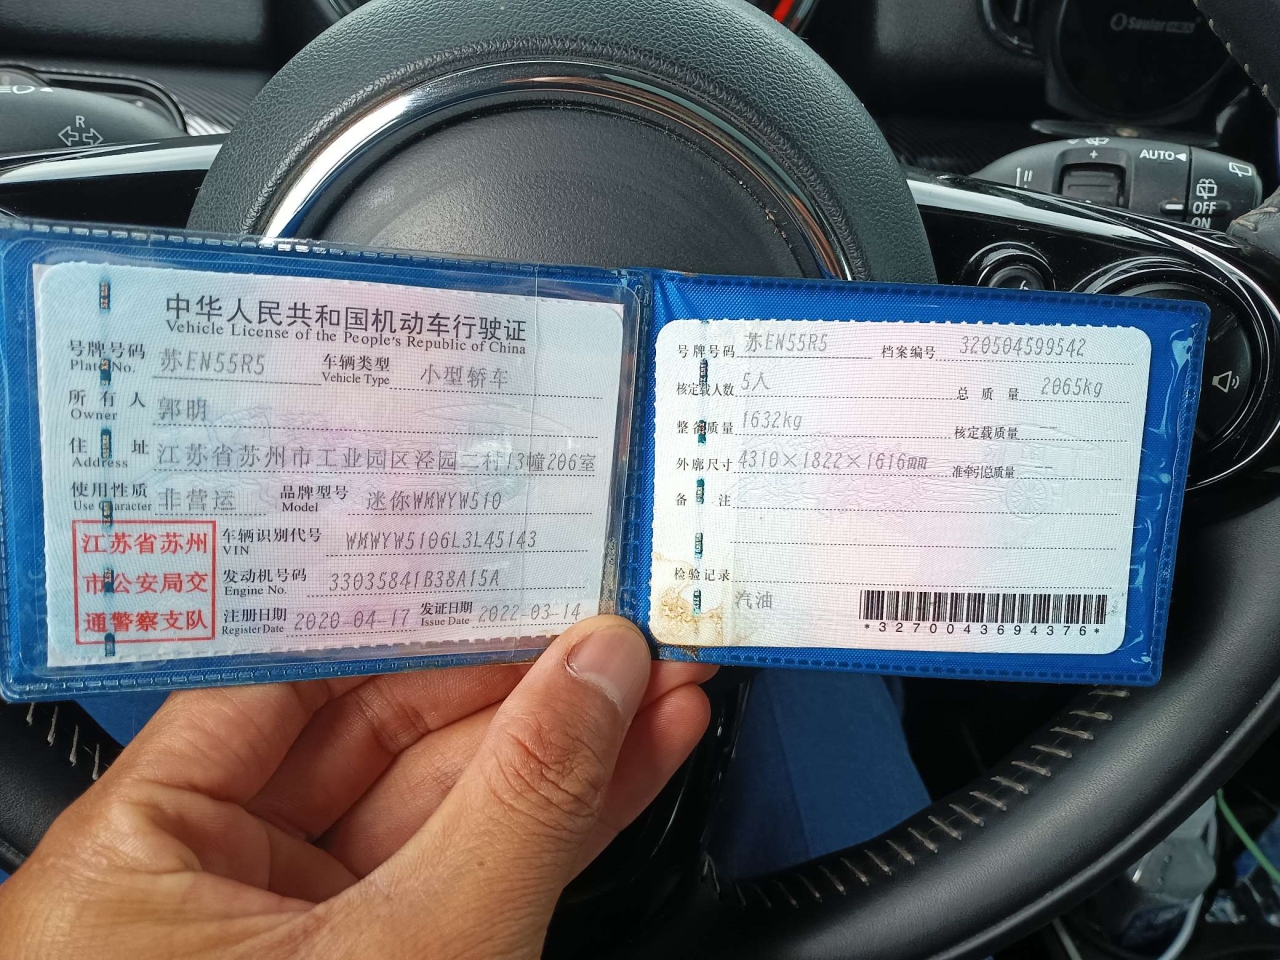 中华人民共和国机动车行驶证
Vehicle License of the People's Republic of China
号牌号码 苏EN55R5 车辆类型 小型轿车
Plate No. Vehicle Type
所有人 郭明
Owner
住址 江苏省苏州市工业园区泾园二村13幢206室
Address
使用性质 非营运 品牌型号 迷你WMWYW510
Use Character Model
江苏省苏州
市公安局交
通警察支队
车辆识别代号 WMWYW5106L3L45143
VIN
发动机号码 33035841B38A15A
Engine No.
注册日期 2020-04-17 发证日期 2022-03-14
Register Date Issue Date
号牌号码 苏EN55R5 档案编号 320504599542
核定载人数 5人 总质量 2065kg
整备质量 1632kg 核定载质量 --
外廓尺寸 4310×1822×1616mm 准牵引总质量 --
备注
检验记录
汽油
*3270043694376*
R
AUTO
OFF
ON